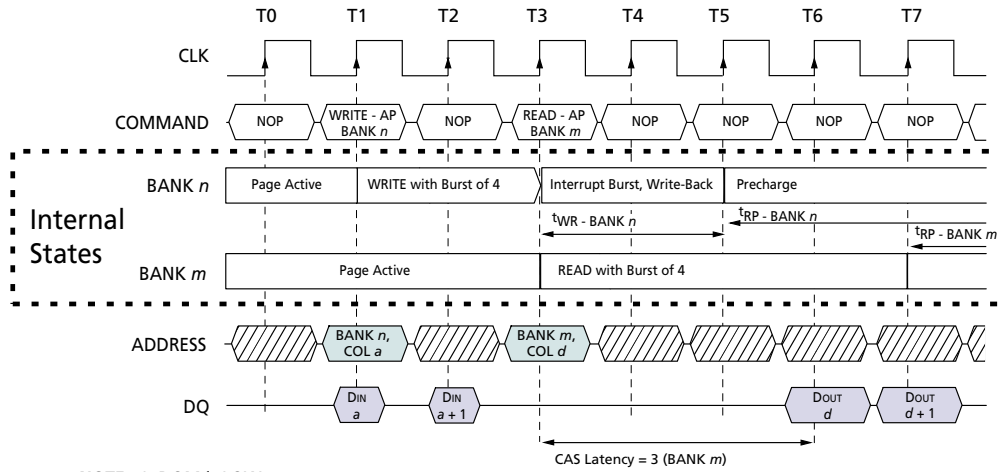 T0 T1 T2 T3 T4 T5 T6 T7
CLK
COMMAND
NOP
WRITE - AP
BANK n
NOP
READ - AP
BANK m
NOP
NOP
NOP
NOP
Internal
States
BANK n
Page Active
WRITE with Burst of 4
Interrupt Burst, Write-Back
Precharge
tWR - BANK n
tRP - BANK n
tRP - BANK m
BANK m
Page Active
READ with Burst of 4
ADDRESS
BANK n,
COL a
BANK m,
COL d
DQ
DIN
a
DIN
a + 1
DOUT
d
DOUT
d + 1
CAS Latency = 3 (BANK m)